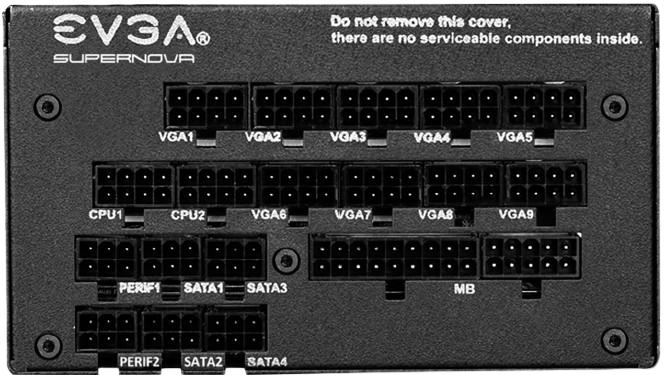 EVGA®
SUPERNOVA
Do not remove this cover,
there are no serviceable components inside.
VGA1 VGA2 VGA3 VGA4 VGA5
CPU1 CPU2 VGA6 VGA7 VGA8 VGA9
PERIF1 SATA1 SATA3 MB
PERIF2 SATA2 SATA4